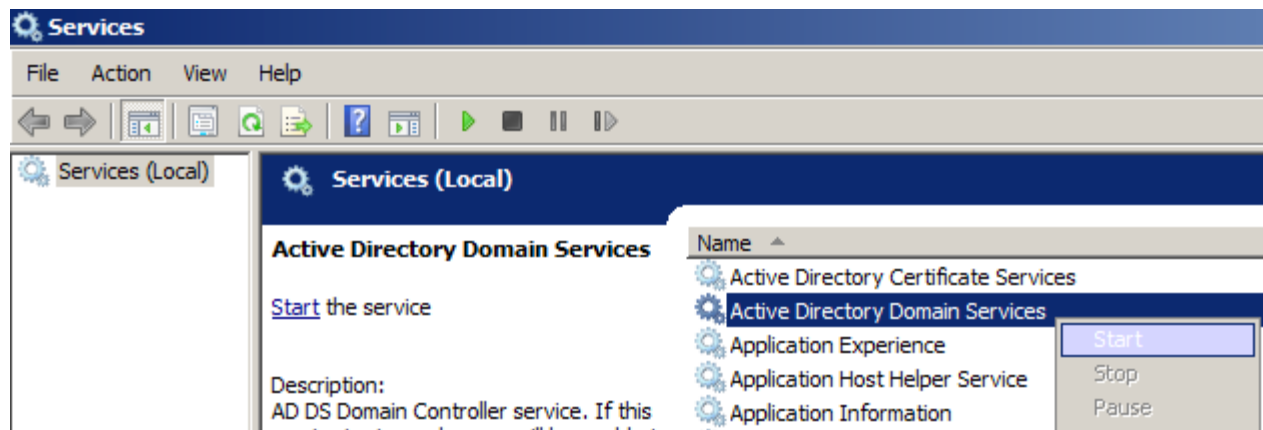 Services
File Action View Help
Services (Local)
Services (Local)
Active Directory Domain Services
Start the service
Description:
AD DS Domain Controller service. If this
Name
Active Directory Certificate Services
Active Directory Domain Services
Application Experience
Application Host Helper Service
Application Information
Start
Stop
Pause